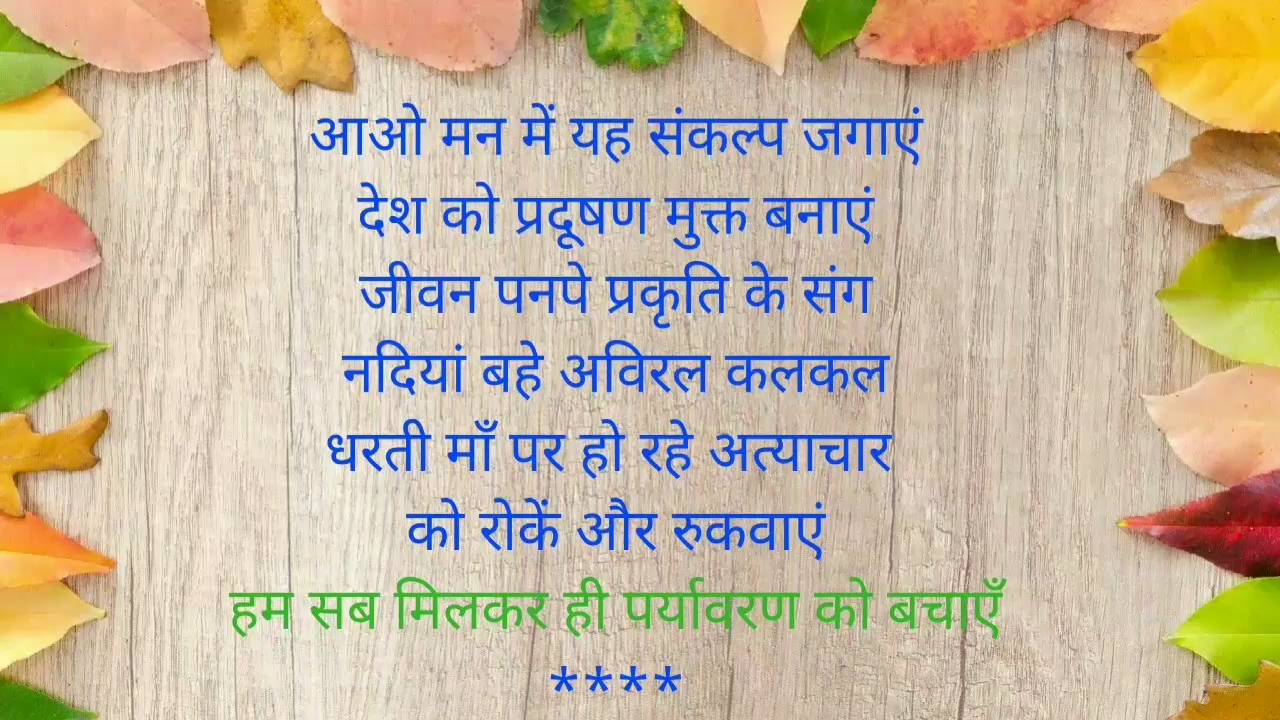 आओ मन में यह संकल्प जगाएं
देश को प्रदूषण मुक्त बनाएं
जीवन पनपे प्रकृति के संग
नदियां बहे अविरल कलकल
धरती माँ पर हो रहे अत्याचार
को रोकें और रुकवाएं
हम सब मिलकर ही पर्यावरण को बचाएँ
****